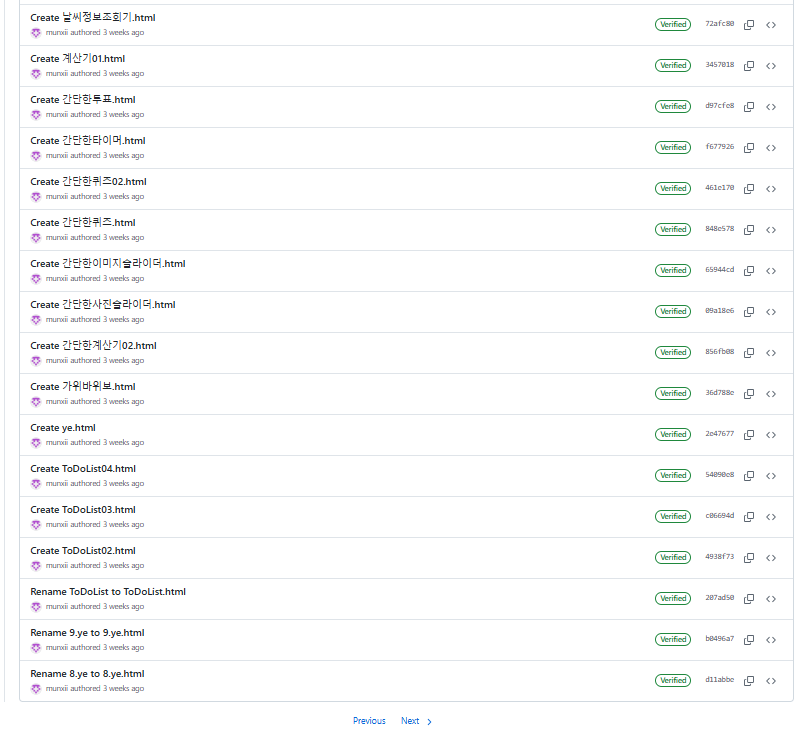 Create 날씨정보조회기.html
munxii authored 3 weeks ago
Verified
72afc80
Create 계산기01.html
munxii authored 3 weeks ago
Verified
3457018
Create 간단한투표.html
munxii authored 3 weeks ago
Verified
d97cfe8
Create 간단한타이머.html
munxii authored 3 weeks ago
Verified
f677926
Create 간단한퀴즈02.html
munxii authored 3 weeks ago
Verified
461e170
Create 간단한퀴즈.html
munxii authored 3 weeks ago
Verified
848e578
Create 간단한이미지슬라이더.html
munxii authored 3 weeks ago
Verified
65944cd
Create 간단한사진슬라이더.html
munxii authored 3 weeks ago
Verified
09a18e6
Create 간단한계산기02.html
munxii authored 3 weeks ago
Verified
856fb08
Create 가위바위보.html
munxii authored 3 weeks ago
Verified
36d788e
Create ye.html
munxii authored 3 weeks ago
Verified
2e47677
Create ToDoList04.html
munxii authored 3 weeks ago
Verified
54090e8
Create ToDoList03.html
munxii authored 3 weeks ago
Verified
c06694d
Create ToDoList02.html
munxii authored 3 weeks ago
Verified
4938f73
Rename ToDoList to ToDoList.html
munxii authored 3 weeks ago
Verified
207ad50
Rename 9.ye to 9.ye.html
munxii authored 3 weeks ago
Verified
b0496a7
Rename 8.ye to 8.ye.html
munxii authored 3 weeks ago
Verified
d11abbe
Previous Next